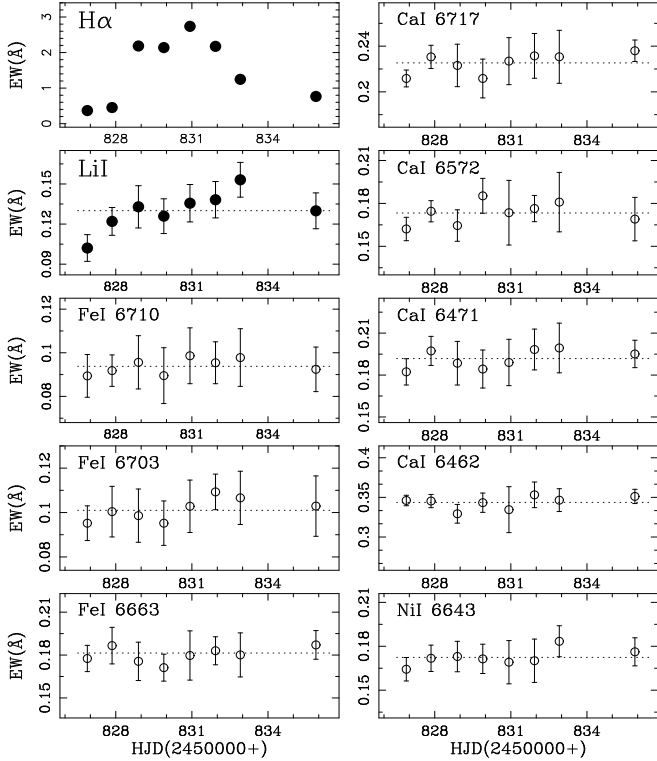 Hα
EW(Å)
0 1 2 3
828 831 834
CaI 6717
0.24
0.22
828 831 834
LiI
EW(Å)
0.15
0.12
0.09
828 831 834
CaI 6572
0.21
0.18
0.15
828 831 834
FeI 6710
EW(Å)
0.12
0.1
0.08
828 831 834
CaI 6471
0.21
0.18
0.15
828 831 834
FeI 6703
EW(Å)
0.12
0.1
0.08
828 831 834
CaI 6462
0.4
0.35
0.3
828 831 834
FeI 6663
EW(Å)
0.21
0.18
0.15
828 831 834
HJD(2450000+)
NiI 6643
0.21
0.18
0.15
828 831 834
HJD(2450000+)